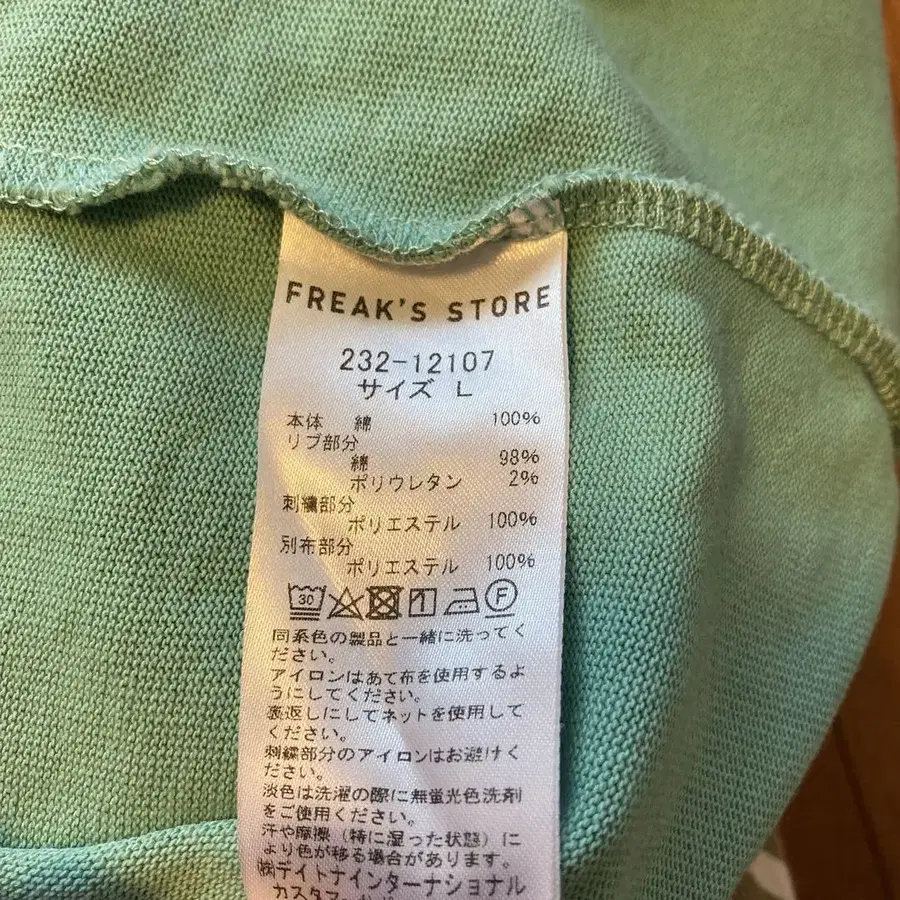 FREAK'S STORE
232-12107
サイズ L
本体 綿 100%
リブ部分
綿 98%
ポリウレタン 2%
刺繍部分
ポリエステル 100%
別布部分
ポリエステル 100%
30 F
同系色の製品と一緒に洗ってく
ださい。
アイロンはあて布を使用するよ
うにしてください。
裏返しにしてネットを使用して
ください。
刺繍部分のアイロンはお避けく
ださい。
淡色は洗濯の際に無蛍光色洗剤
をご使用ください。
汗や摩擦(特に湿った状態)に
より色が移る場合があります。
㈱デイトナインターナショナル
カスタマー